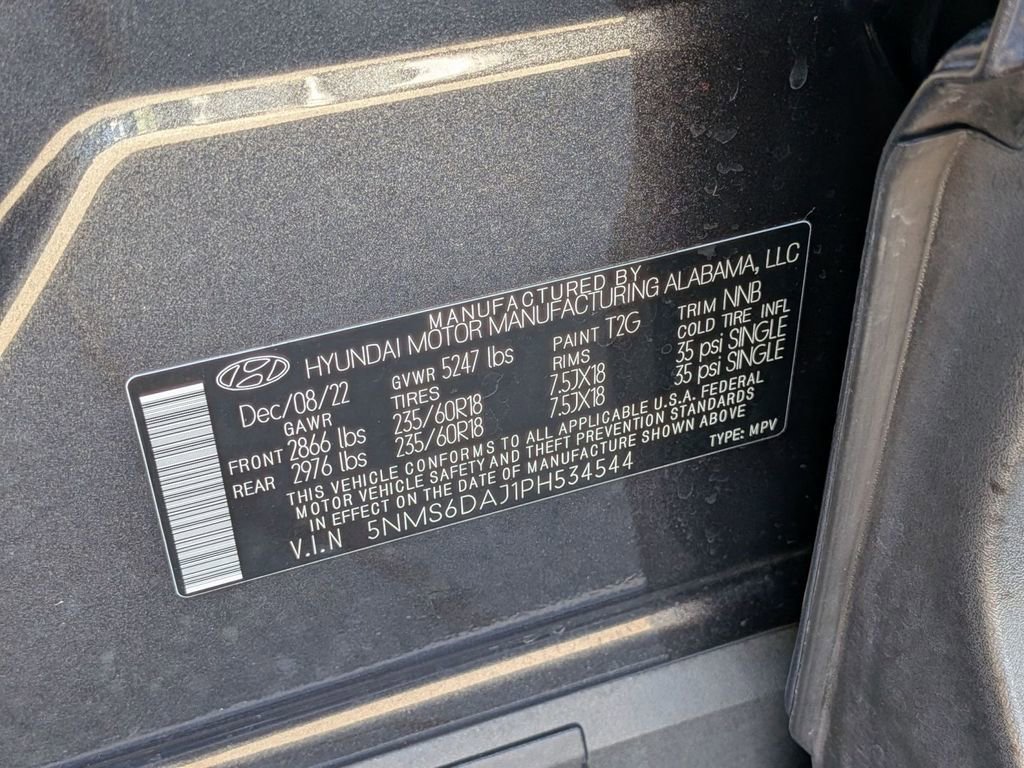 MANUFACTURED BY
HYUNDAI MOTOR MANUFACTURING ALABAMA, LLC
Dec/08/22 GVWR 5247 lbs PAINT T2G TRIM NNB
GAWR TIRES RIMS COLD TIRE INFL
FRONT 2866 lbs 235/60R18 7.5JX18 35 psi SINGLE
REAR 2976 lbs 235/60R18 7.5JX18 35 psi SINGLE
THIS VEHICLE CONFORMS TO ALL APPLICABLE U.S.A. FEDERAL
MOTOR VEHICLE SAFETY AND THEFT PREVENTION STANDARDS
IN EFFECT ON THE DATE OF MANUFACTURE SHOWN ABOVE
V.I.N 5NMS6DAJ1PH534544 TYPE: MPV